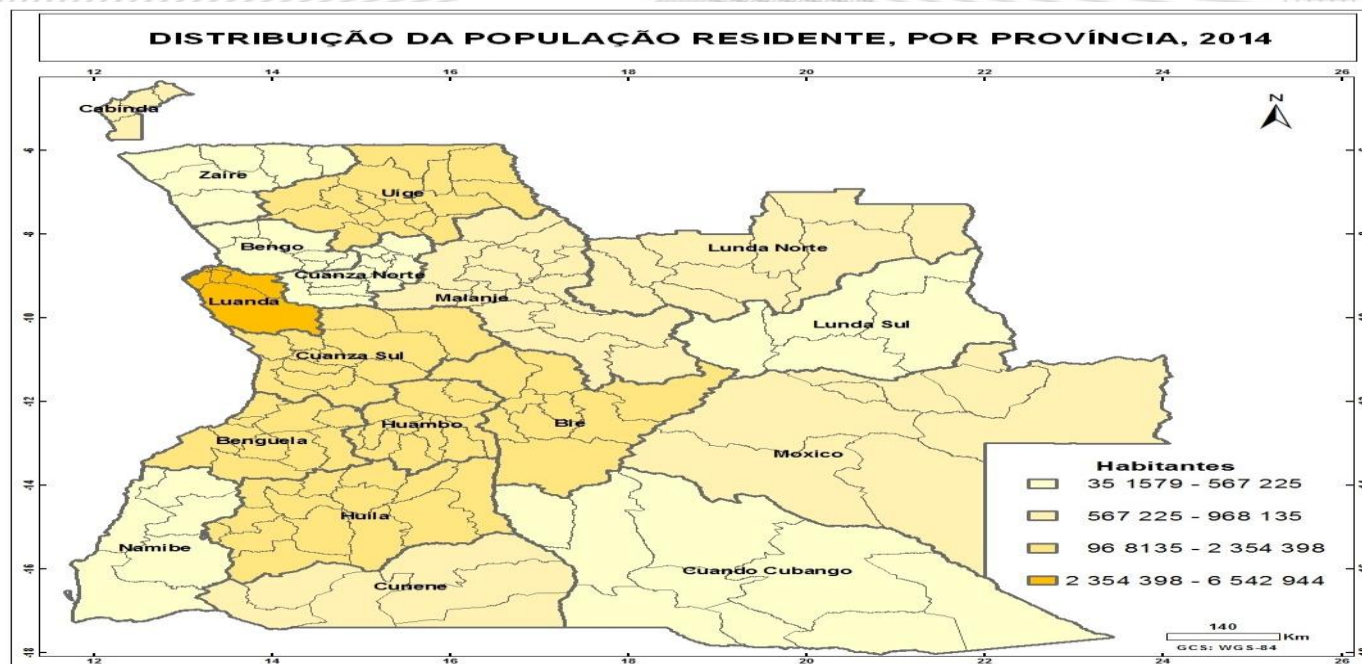 DISTRIBUIÇÃO DA POPULAÇÃO RESIDENTE, POR PROVÍNCIA, 2014
12 14 16 18 20 22 24 26
Cabinda
N
Zaire
Uige
Bengo
Lunda Norte
Cuanza Norte
Luanda
Malanje
Lunda Sul
Cuanza Sul
Huambo
Bie
Benguela
Moxico
Habitantes
35 1579 - 567 225
567 225 - 968 135
96 8135 - 2 354 398
2 354 398 - 6 542 944
Huila
Namibe
Cuando Cubango
Cunene
140
Km
GCS: WGS-84
12 14 16 18 20 22 24 26